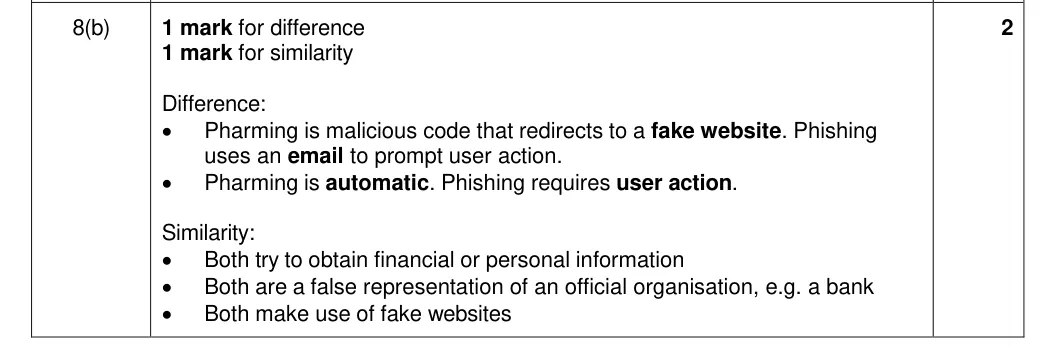 8(b) 1 mark for difference 2
1 mark for similarity
Difference:
• Pharming is malicious code that redirects to a fake website. Phishing
uses an email to prompt user action.
• Pharming is automatic. Phishing requires user action.
Similarity:
• Both try to obtain financial or personal information
• Both are a false representation of an official organisation, e.g. a bank
• Both make use of fake websites